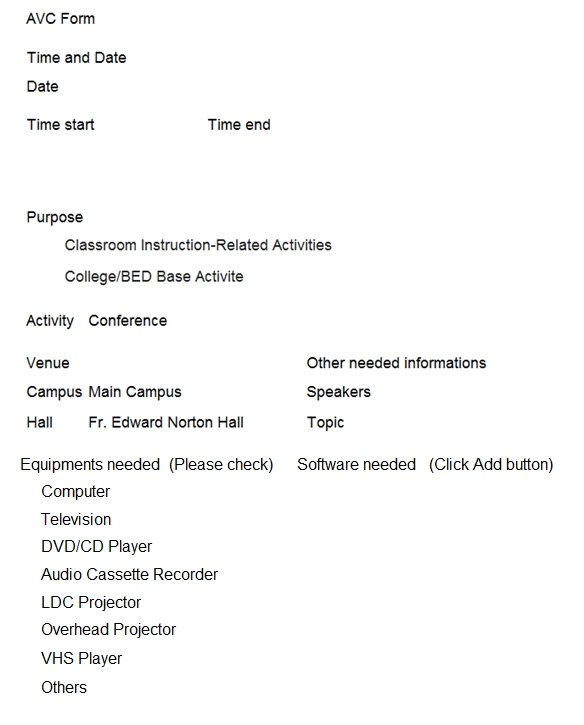 AVC Form
Time and Date
Date
Time start Time end
Purpose
Classroom Instruction-Related Activities
College/BED Base Activite
Activity Conference
Venue Other needed informations
Campus Main Campus Speakers
Hall Fr. Edward Norton Hall Topic
Equipments needed (Please check) Software needed (Click Add button)
Computer
Television
DVD/CD Player
Audio Cassette Recorder
LDC Projector
Overhead Projector
VHS Player
Others